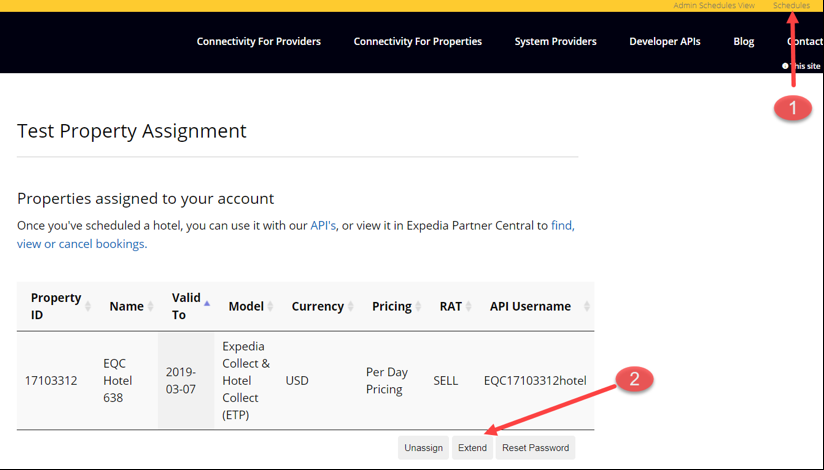 Admin Schedules View Schedules
Connectivity For Providers Connectivity For Properties System Providers Developer APIs Blog Contact
This site
1
Test Property Assignment
Properties assigned to your account
Once you've scheduled a hotel, you can use it with our API's, or view it in Expedia Partner Central to find,
view or cancel bookings.
Property ID Name Valid To Model Currency Pricing RAT API Username
17103312 EQC Hotel 638 2019-03-07 Expedia Collect & Hotel Collect (ETP) USD Per Day Pricing SELL EQC17103312hotel
2
Unassign Extend Reset Password